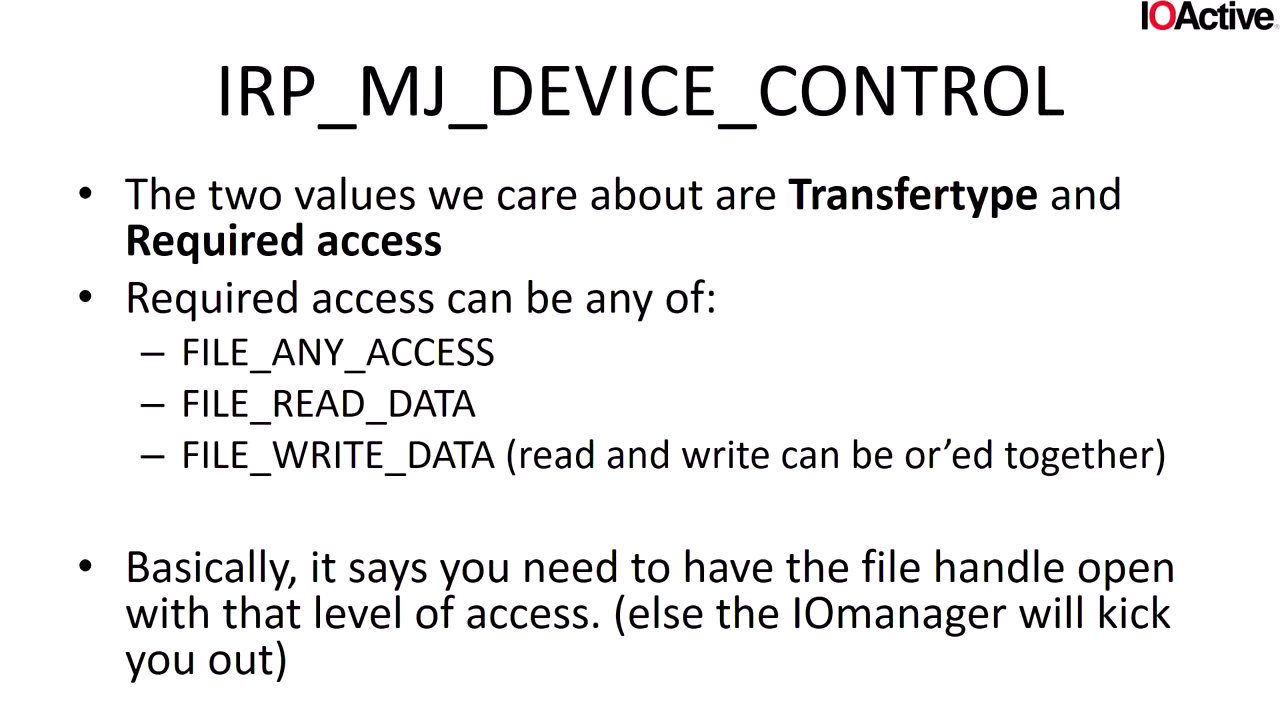 IOActive
IRP_MJ_DEVICE_CONTROL
• The two values we care about are Transfertype and
Required access
• Required access can be any of:
– FILE_ANY_ACCESS
– FILE_READ_DATA
– FILE_WRITE_DATA (read and write can be or’ed together)
• Basically, it says you need to have the file handle open
with that level of access. (else the IOmanager will kick
you out)